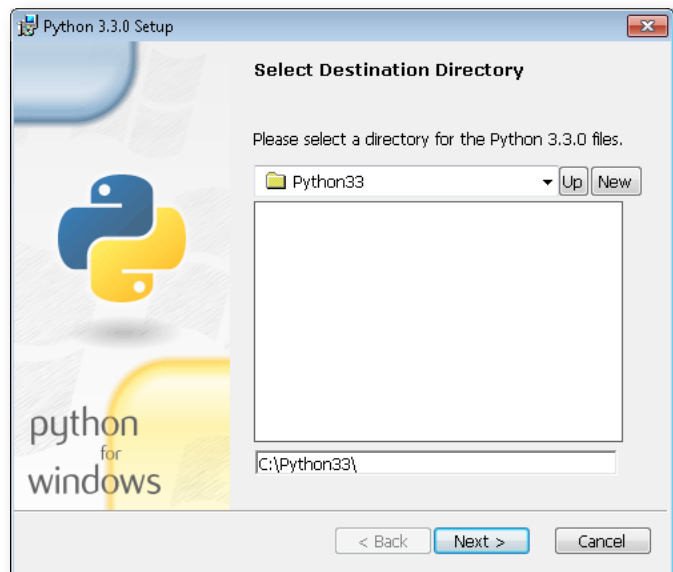 Python 3.3.0 Setup
Select Destination Directory
Please select a directory for the Python 3.3.0 files.
Python33
Up
New
C:\Python33\
python
for
windows
< Back
Next >
Cancel